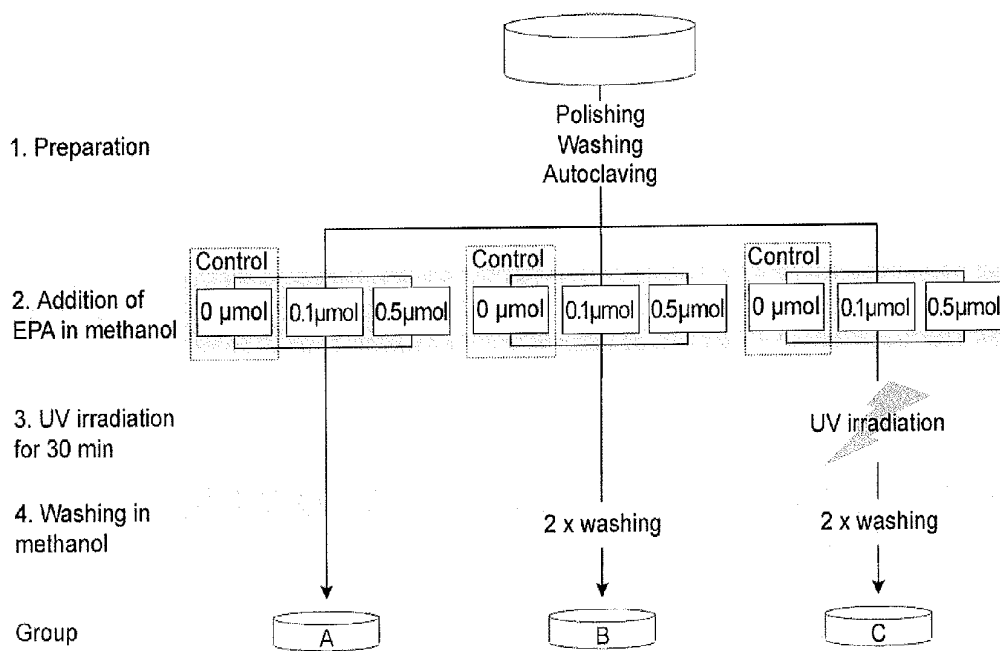 Polishing
1. Preparation
Washing
Autoclaving
Control
Control
Control
2. Addition of
EPA in methanol
0 µmol
0.1µmol
0.5µmol
0 µmol
0.1µmol
0.5µmol
0 µmol
0.1µmol
0.5µmol
3. UV irradiation
for 30 min
UV irradiation
4. Washing in
methanol
2 x washing
2 x washing
Group
A
B
C